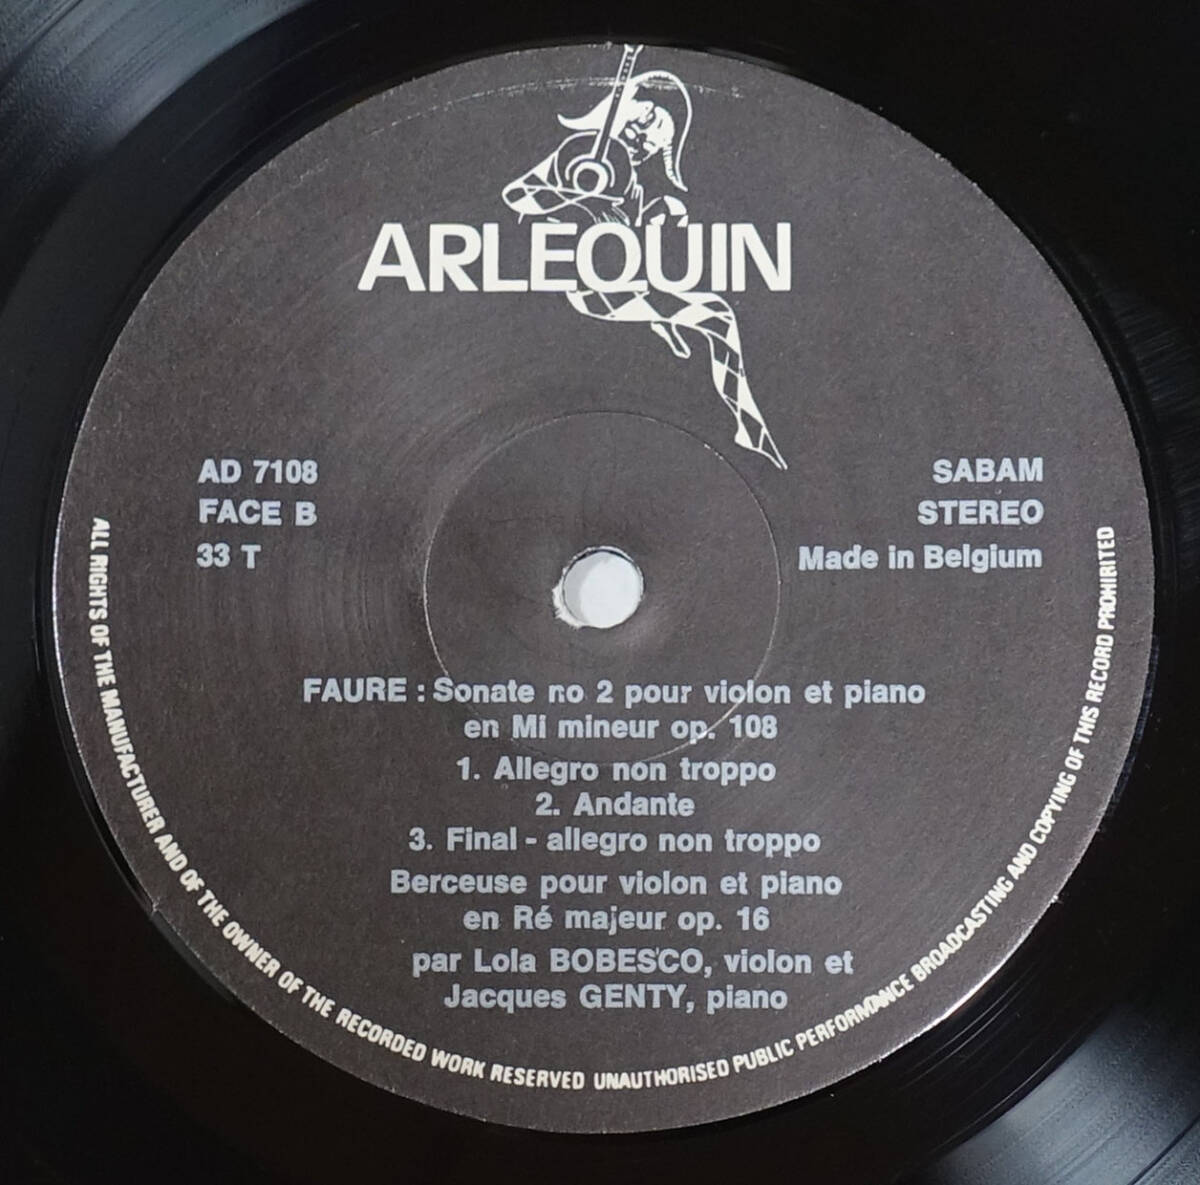 ARLEQUIN
AD 7108
FACE B
33 T
SABAM
STEREO
Made in Belgium
FAURE : Sonate no 2 pour violon et piano
en Mi mineur op. 108
1. Allegro non troppo
2. Andante
3. Final - allegro non troppo
Berceuse pour violon et piano
en Ré majeur op. 16
par Lola BOBESCO, violon et
Jacques GENTY, piano
ALL RIGHTS OF THE MANUFACTURER AND OF THE OWNER OF THE RECORDED WORK RESERVED UNAUTHORISED PUBLIC PERFORMANCE BROADCASTING AND COPYING OF THIS RECORD PROHIBITED